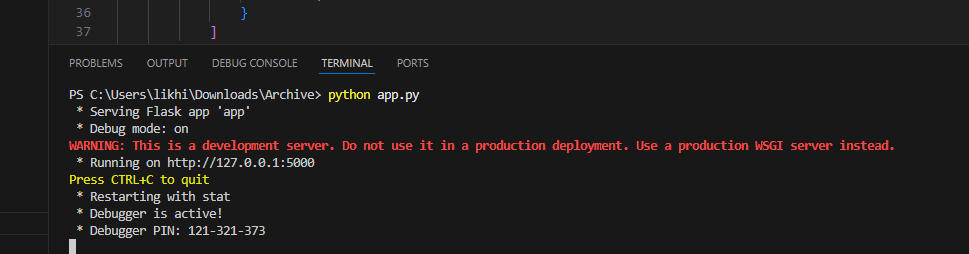 36 }
37 ]
PROBLEMS OUTPUT DEBUG CONSOLE TERMINAL PORTS
PS C:\Users\likhi\Downloads\Archive> python app.py
* Serving Flask app 'app'
* Debug mode: on
WARNING: This is a development server. Do not use it in a production deployment. Use a production WSGI server instead.
* Running on http://127.0.0.1:5000
Press CTRL+C to quit
* Restarting with stat
* Debugger is active!
* Debugger PIN: 121-321-373